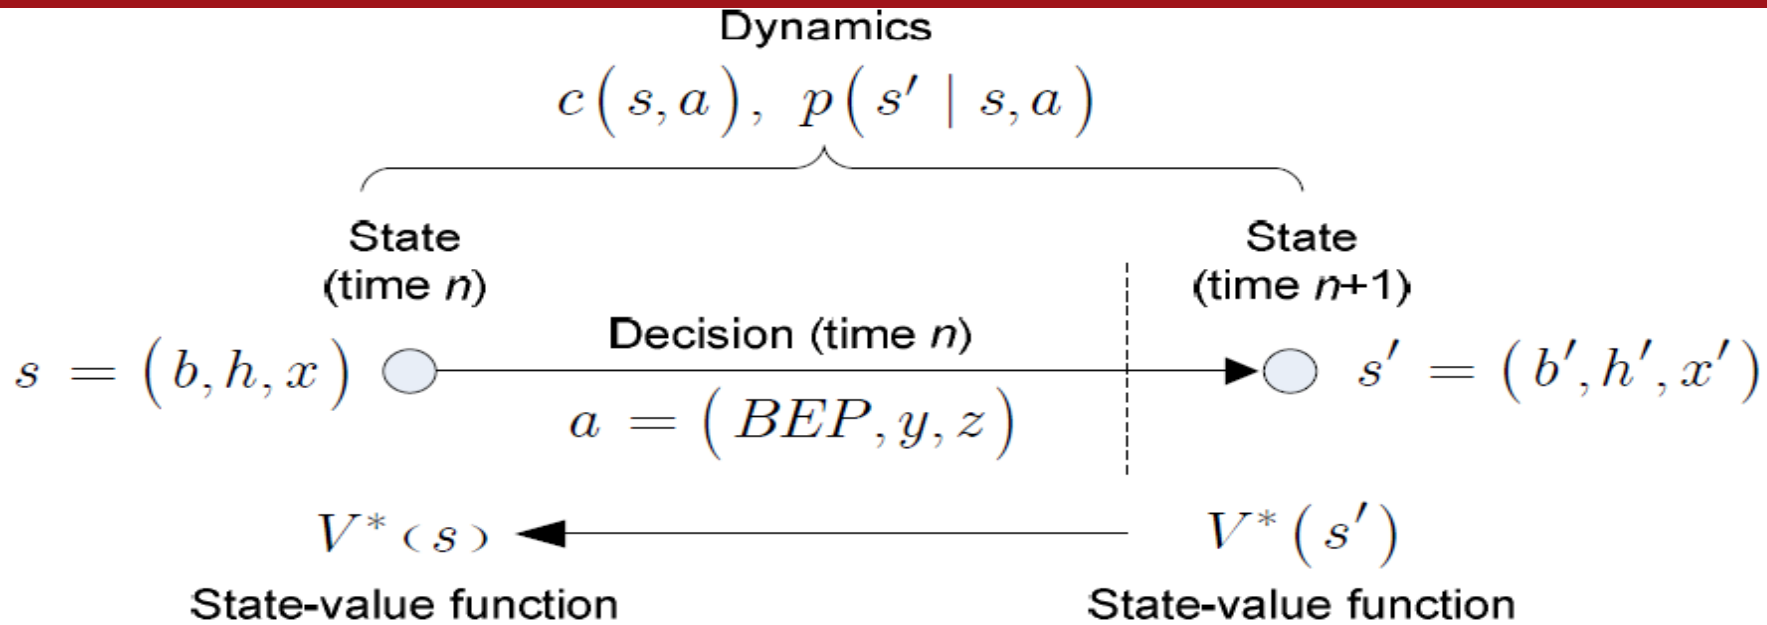 Dynamics
c(s,a), p(s′ | s,a)
State
(time n)
State
(time n+1)
Decision (time n)
s = (b,h,x)
s′ = (b′,h′,x′)
a = (BEP,y,z)
V*(s)
V*(s′)
State-value function
State-value function